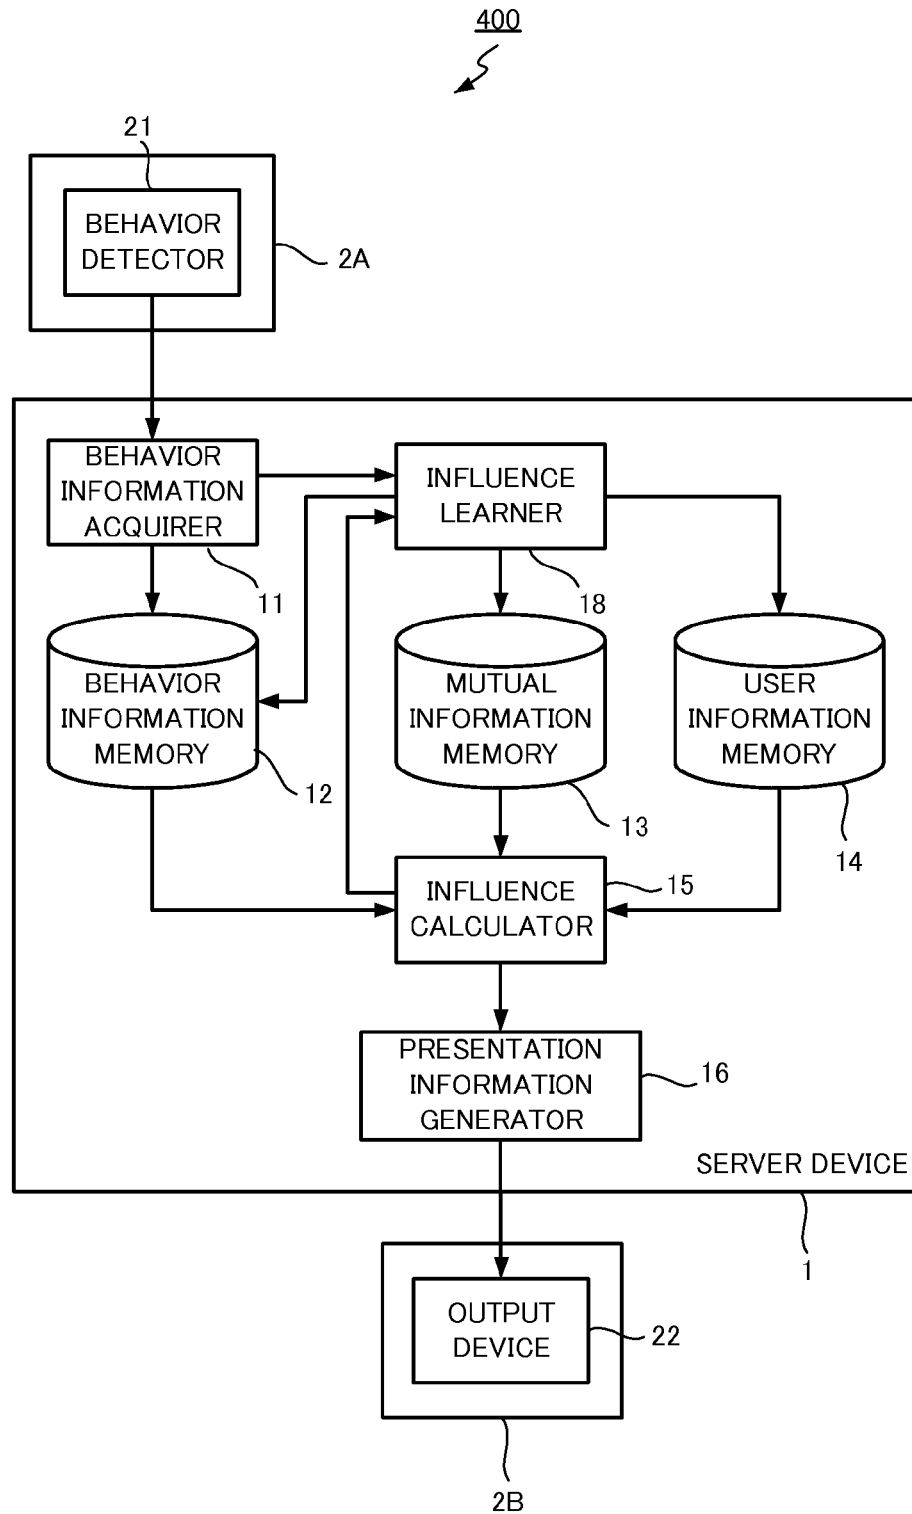 400
21
BEHAVIOR
DETECTOR
2A
BEHAVIOR
INFORMATION
ACQUIRER
11
INFLUENCE
LEARNER
18
BEHAVIOR
INFORMATION
MEMORY
12
MUTUAL
INFORMATION
MEMORY
13
USER
INFORMATION
MEMORY
14
INFLUENCE
CALCULATOR
15
PRESENTATION
INFORMATION
GENERATOR
16
SERVER DEVICE
1
OUTPUT
DEVICE
22
2B